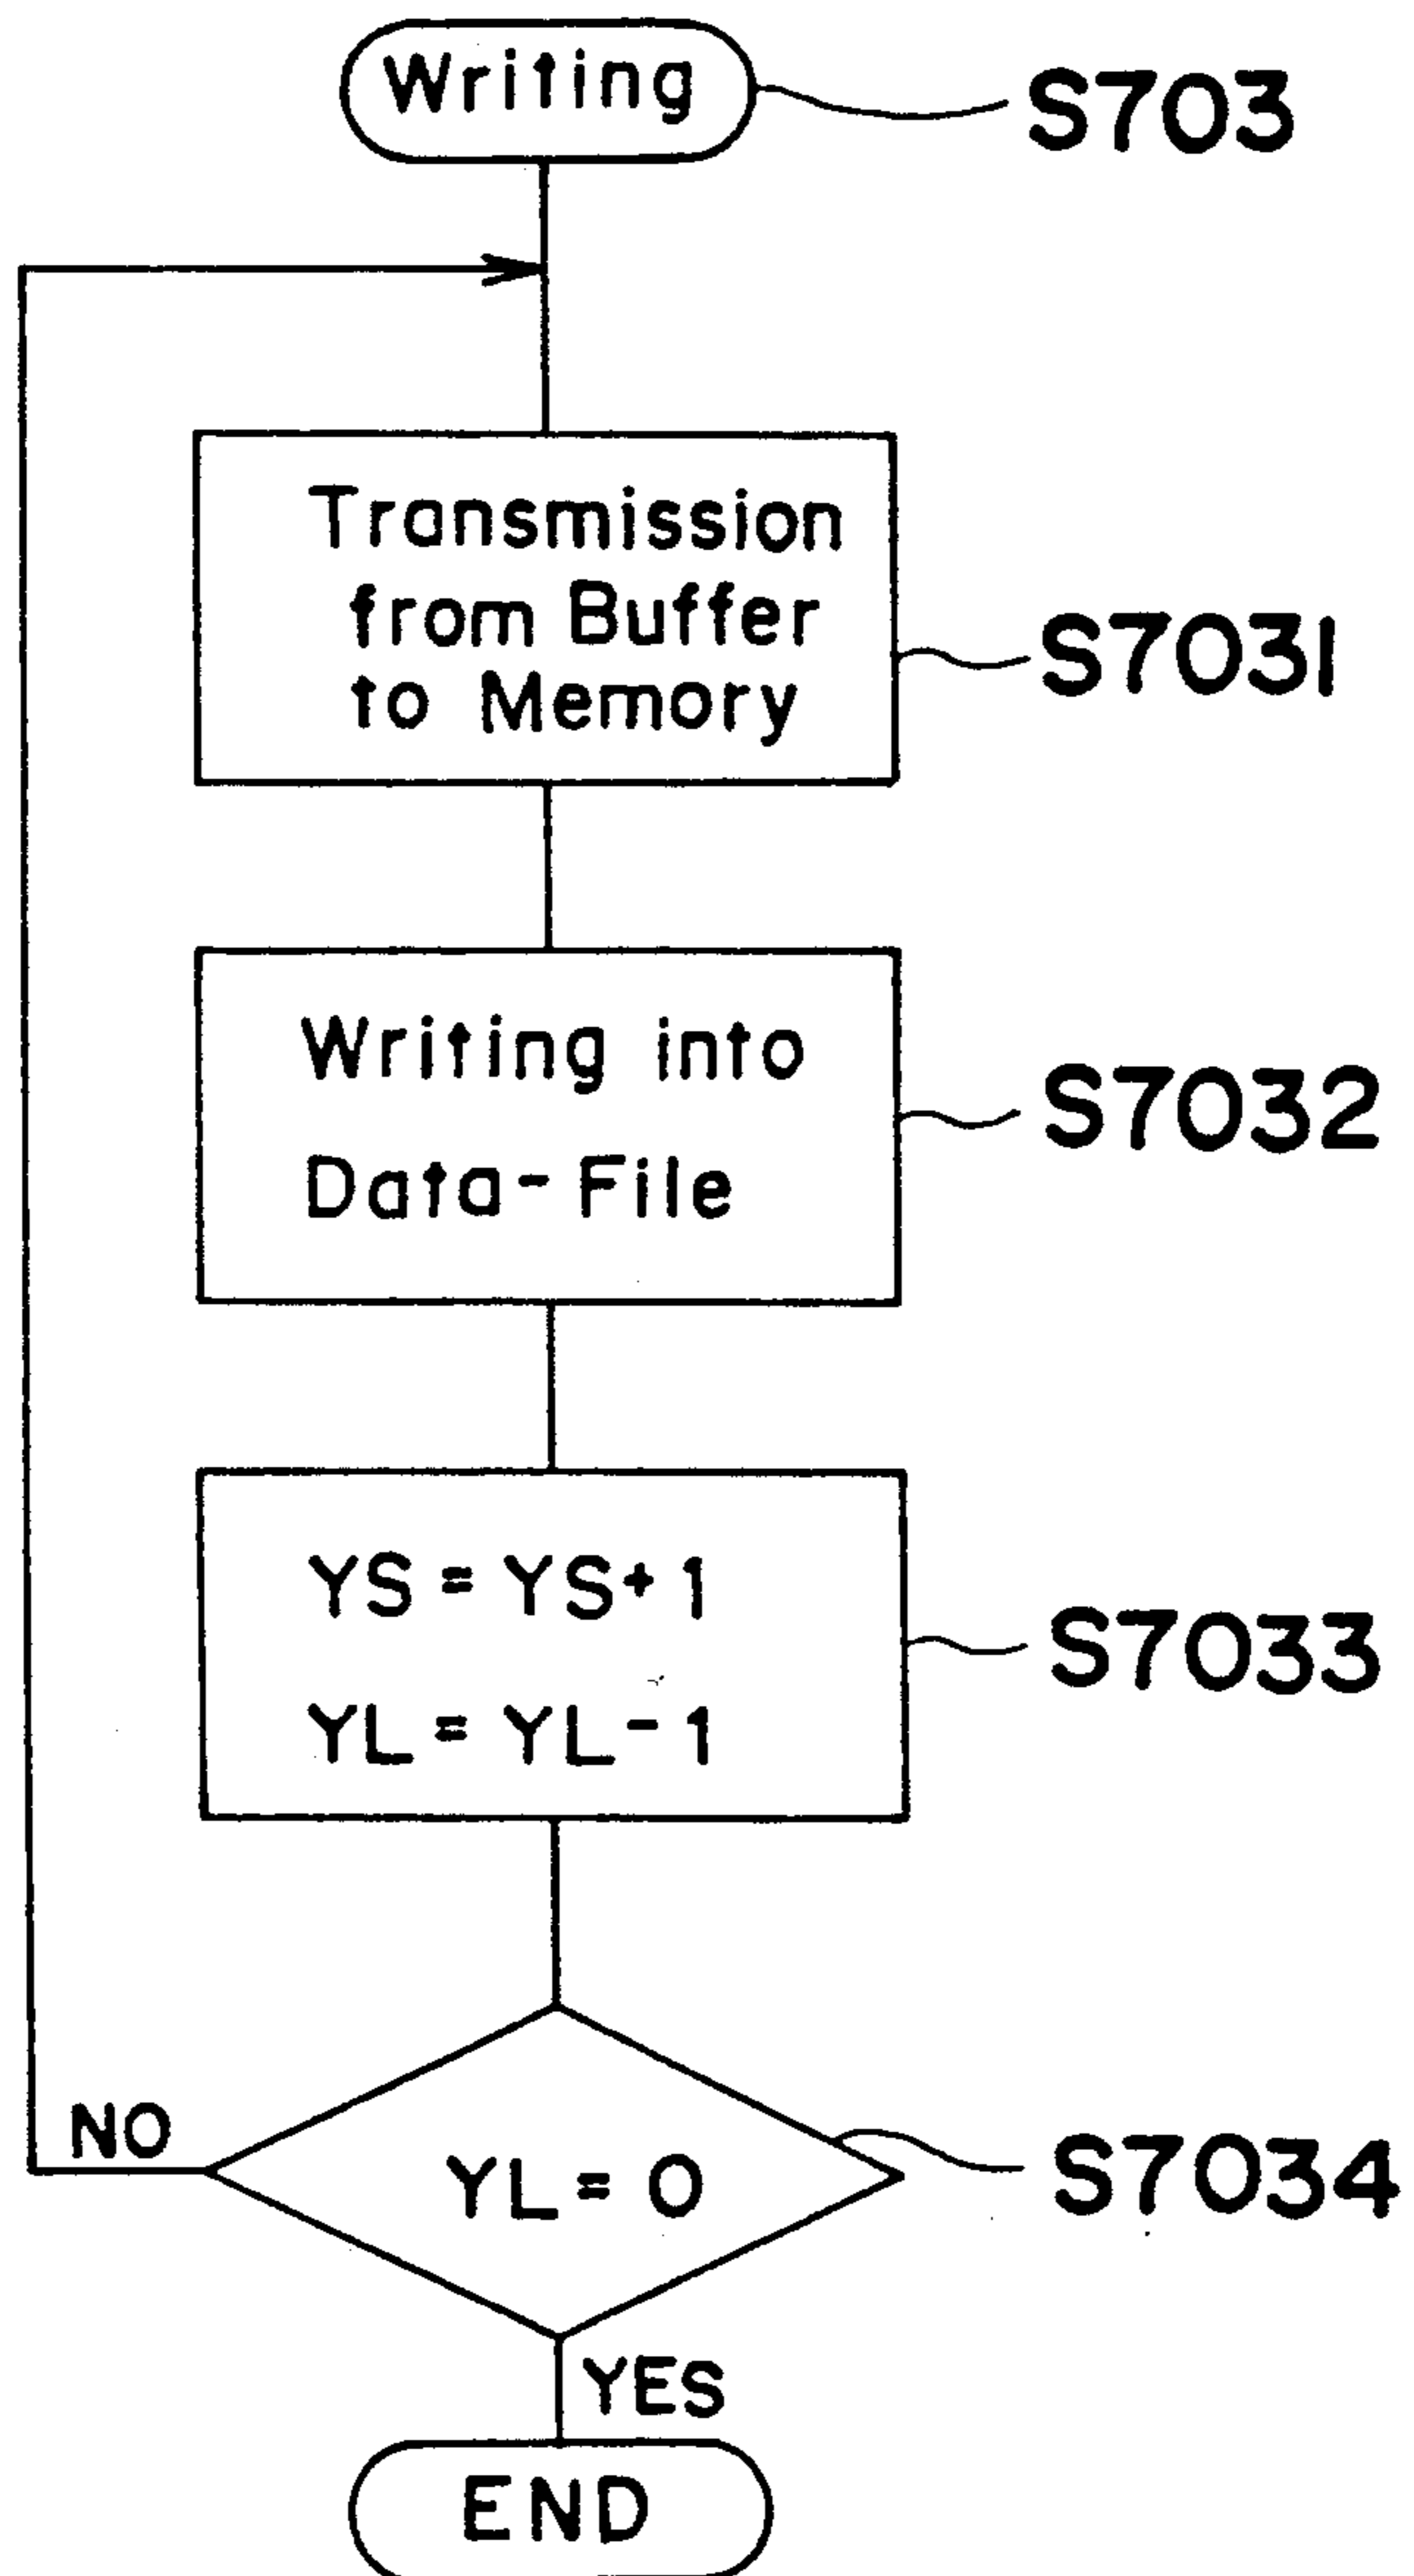 Writing
S703
Transmission
from Buffer
to Memory
S7031
Writing into
Data-File
S7032
YS = YS+1
YL = YL-1
S7033
NO
YL = 0
S7034
YES
END